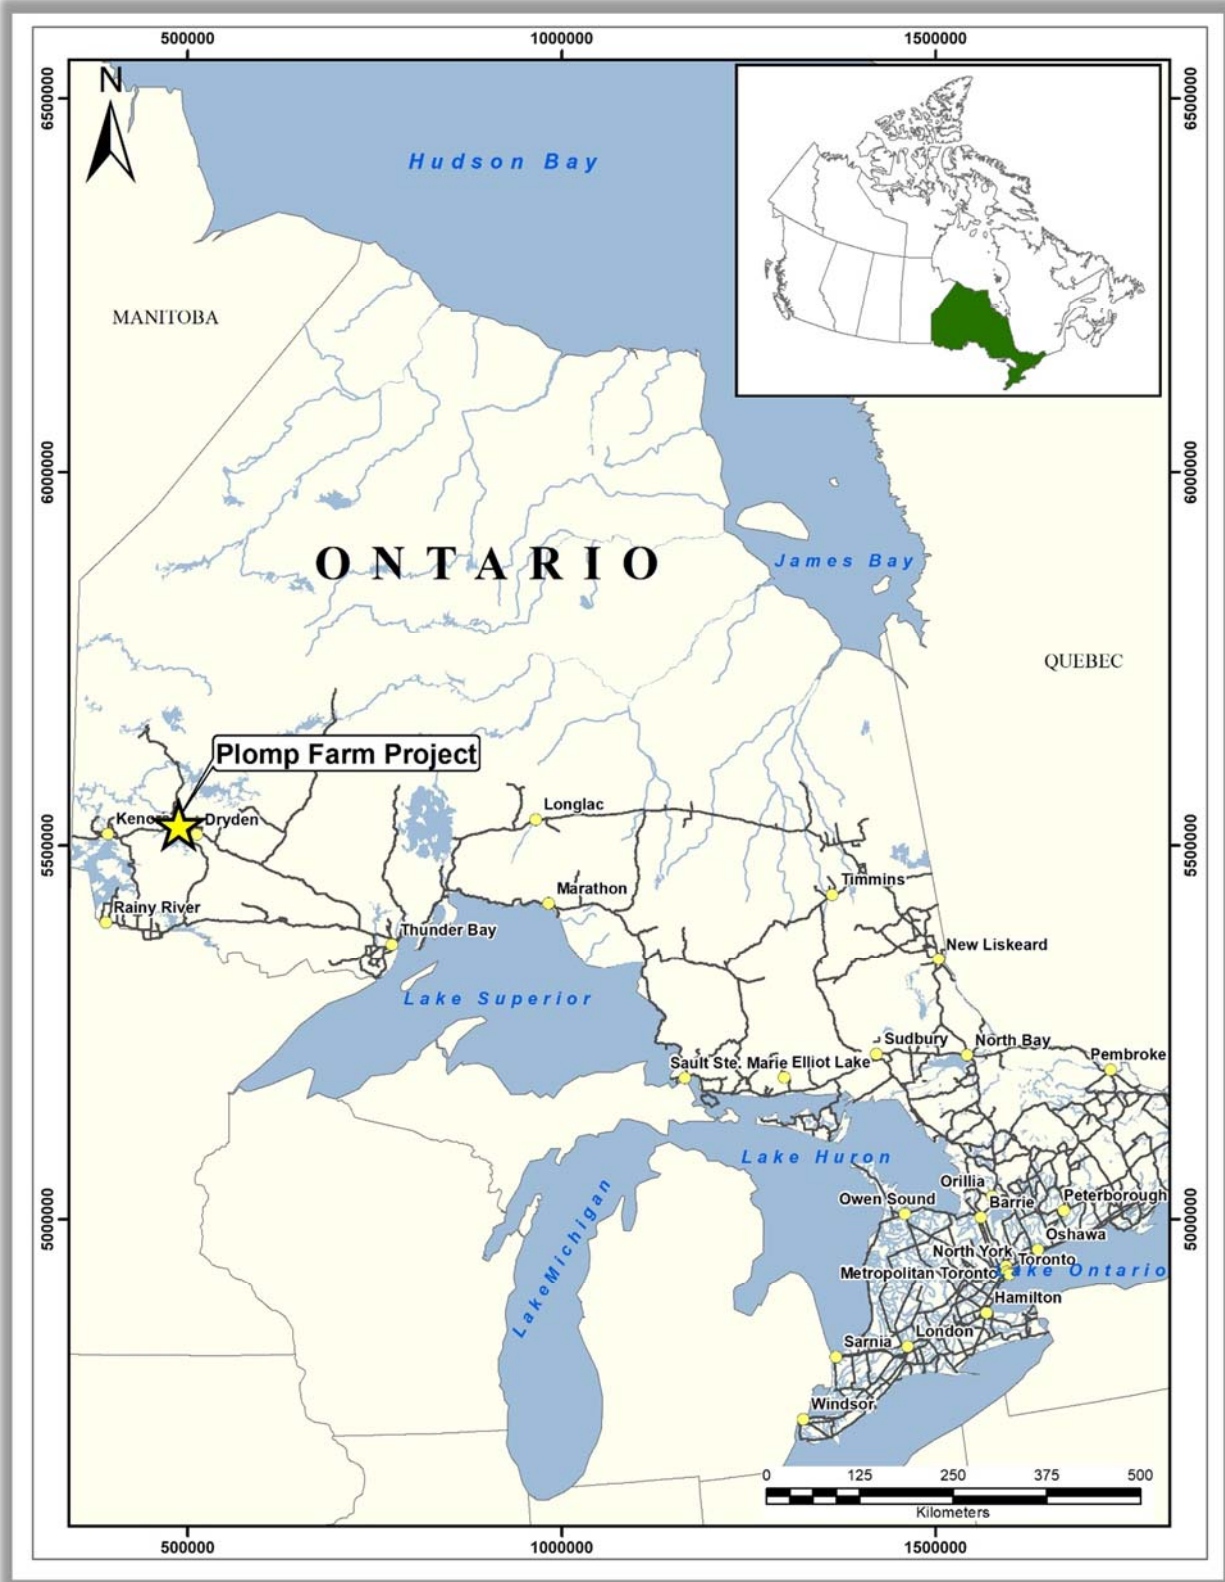 500000
1000000
1500000
6500000
6500000
N
Hudson Bay
MANITOBA
6000000
6000000
ONTARIO
James Bay
QUEBEC
Plomp Farm Project
Kenora
Dryden
Longlac
5500000
5500000
Timmins
Marathon
Rainy River
Thunder Bay
New Liskeard
Lake Superior
Sudbury
North Bay
Pembroke
Sault Ste. Marie
Elliot Lake
Lake Huron
Orillia
Owen Sound
Barrie
Peterborough
5000000
5000000
Oshawa
North York
Toronto
Metropolitan Toronto
Lake Ontario
Lake Michigan
Hamilton
London
Sarnia
Windsor
0 125 250 375 500
Kilometers
500000
1000000
1500000